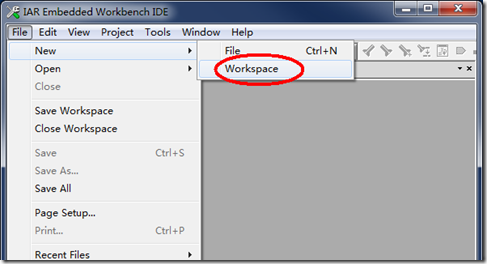 IAR Embedded Workbench IDE
File Edit View Project Tools Window Help
New
File Ctrl+N
Workspace
Open
Close
Save Workspace
Close Workspace
Save Ctrl+S
Save As...
Save All
Page Setup...
Print... Ctrl+P
Recent Files